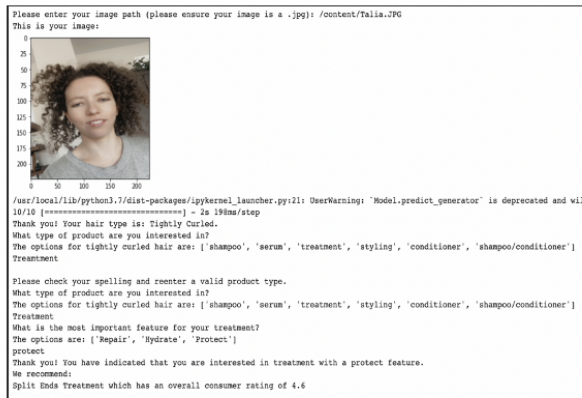 Please enter your image path (please ensure your image is a .jpg): /content/Talia.JPG
This is your image:
0
25
50
75
100
125
150
175
200
0 50 100 150 200
/usr/local/lib/python3.7/dist-packages/ipykernel_launcher.py:21: UserWarning: `Model.predict_generator` is deprecated and wil
10/10 [==============================] - 2s 198ms/step
Thank you! Your hair type is: Tightly Curled.
What type of product are you interested in?
The options for tightly curled hair are: ['shampoo', 'serum', 'treatment', 'styling', 'conditioner', 'shampoo/conditioner']
Treamtment
Please check your spelling and reenter a valid product type.
What type of product are you interested in?
The options for tightly curled hair are: ['shampoo', 'serum', 'treatment', 'styling', 'conditioner', 'shampoo/conditioner']
Treatment
What is the most important feature for your treatment?
The options are: ['Repair', 'Hydrate', 'Protect']
protect
Thank you! You have indicated that you are interested in treatment with a protect feature.
We recommend:
Split Ends Treatment which has an overall consumer rating of 4.6